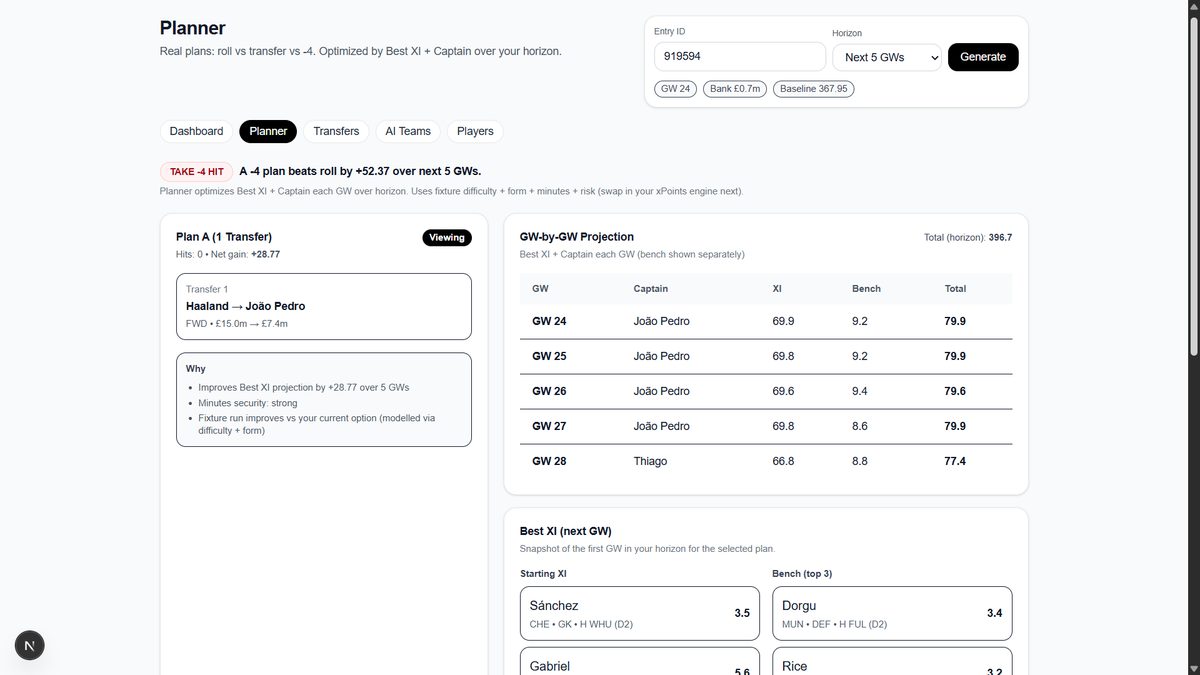 Planner
Real plans: roll vs transfer vs -4. Optimized by Best XI + Captain over your horizon.
Entry ID
919594
Horizon
Next 5 GWs
Generate
GW 24
Bank £0.7m
Baseline 367.95
Dashboard
Planner
Transfers
AI Teams
Players
TAKE -4 HIT
A -4 plan beats roll by +52.37 over next 5 GWs.
Planner optimizes Best XI + Captain each GW over horizon. Uses fixture difficulty + form + minutes + risk (swap in your xPoints engine next).
Plan A (1 Transfer)
Hits: 0 • Net gain: +28.77
Viewing
Transfer 1
Haaland → João Pedro
FWD • £15.0m → £7.4m
Why
• Improves Best XI projection by +28.77 over 5 GWs
• Minutes security: strong
• Fixture run improves vs your current option (modelled via
difficulty + form)
GW-by-GW Projection
Total (horizon): 396.7
Best XI + Captain each GW (bench shown separately)
GW Captain XI Bench Total
GW 24 João Pedro 69.9 9.2 79.9
GW 25 João Pedro 69.8 9.2 79.9
GW 26 João Pedro 69.6 9.4 79.6
GW 27 João Pedro 69.8 8.6 79.9
GW 28 Thiago 66.8 8.8 77.4
Best XI (next GW)
Snapshot of the first GW in your horizon for the selected plan.
Starting XI
Sánchez
CHE • GK • H WHU (D2)
3.5
Gabriel
5.6
Bench (top 3)
Dorgu
MUN • DEF • H FUL (D2)
3.4
Rice
3.2
N